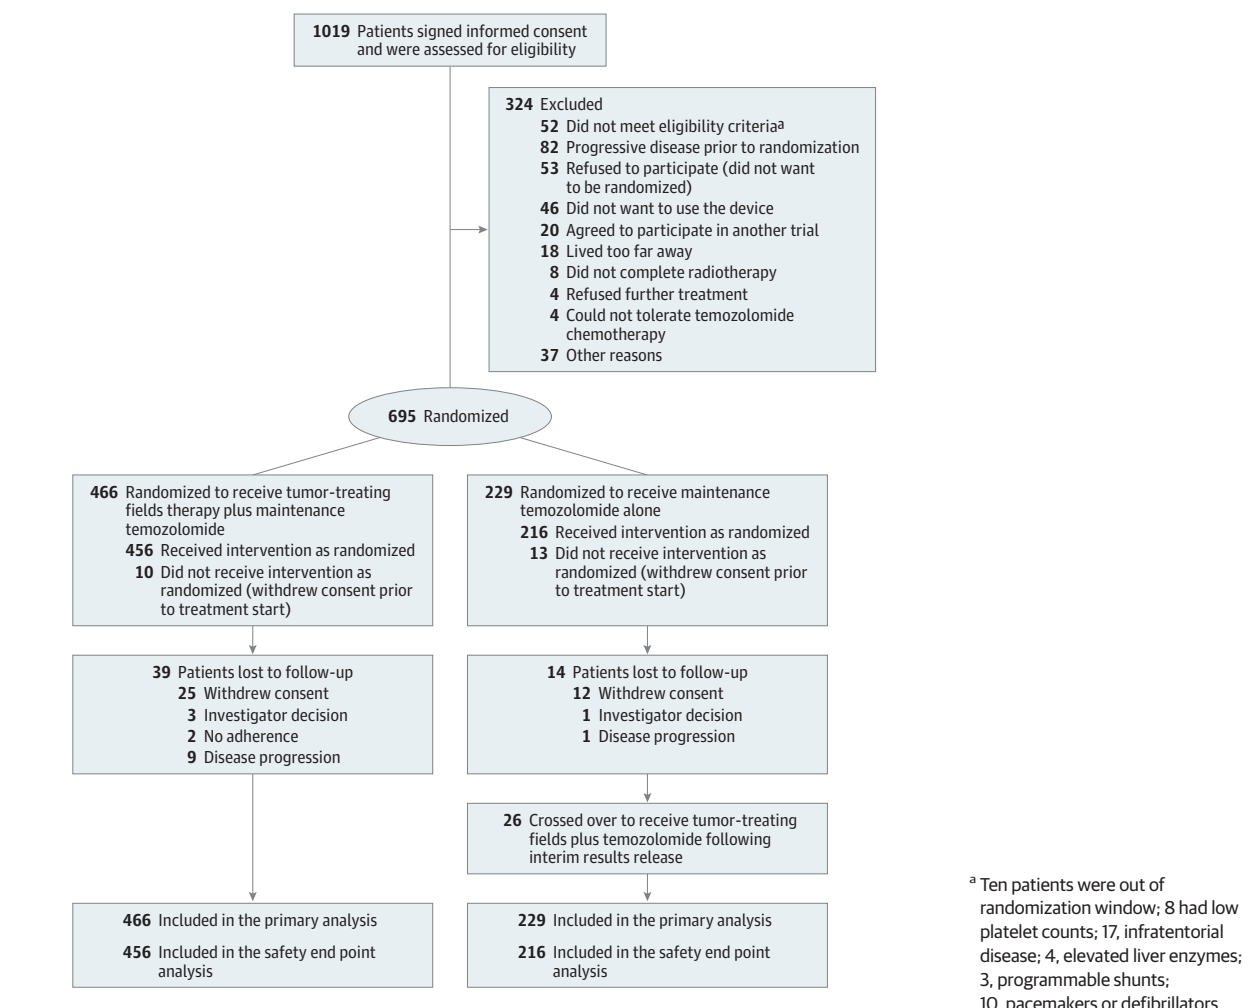 1019 Patients signed informed consent
and were assessed for eligibility
324 Excluded
52 Did not meet eligibility criteriaa
82 Progressive disease prior to randomization
53 Refused to participate (did not want
to be randomized)
46 Did not want to use the device
20 Agreed to participate in another trial
18 Lived too far away
8 Did not complete radiotherapy
4 Refused further treatment
4 Could not tolerate temozolomide
chemotherapy
37 Other reasons
695 Randomized
466 Randomized to receive tumor-treating
fields therapy plus maintenance
temozolomide
456 Received intervention as randomized
10 Did not receive intervention as
randomized (withdrew consent prior
to treatment start)
229 Randomized to receive maintenance
temozolomide alone
216 Received intervention as randomized
13 Did not receive intervention as
randomized (withdrew consent prior
to treatment start)
39 Patients lost to follow-up
25 Withdrew consent
3 Investigator decision
2 No adherence
9 Disease progression
14 Patients lost to follow-up
12 Withdrew consent
1 Investigator decision
1 Disease progression
26 Crossed over to receive tumor-treating
fields plus temozolomide following
interim results release
466 Included in the primary analysis
456 Included in the safety end point
analysis
229 Included in the primary analysis
216 Included in the safety end point
analysis
a Ten patients were out of
randomization window; 8 had low
platelet counts; 17, infratentorial
disease; 4, elevated liver enzymes;
3, programmable shunts;
10, pacemakers or defibrillators